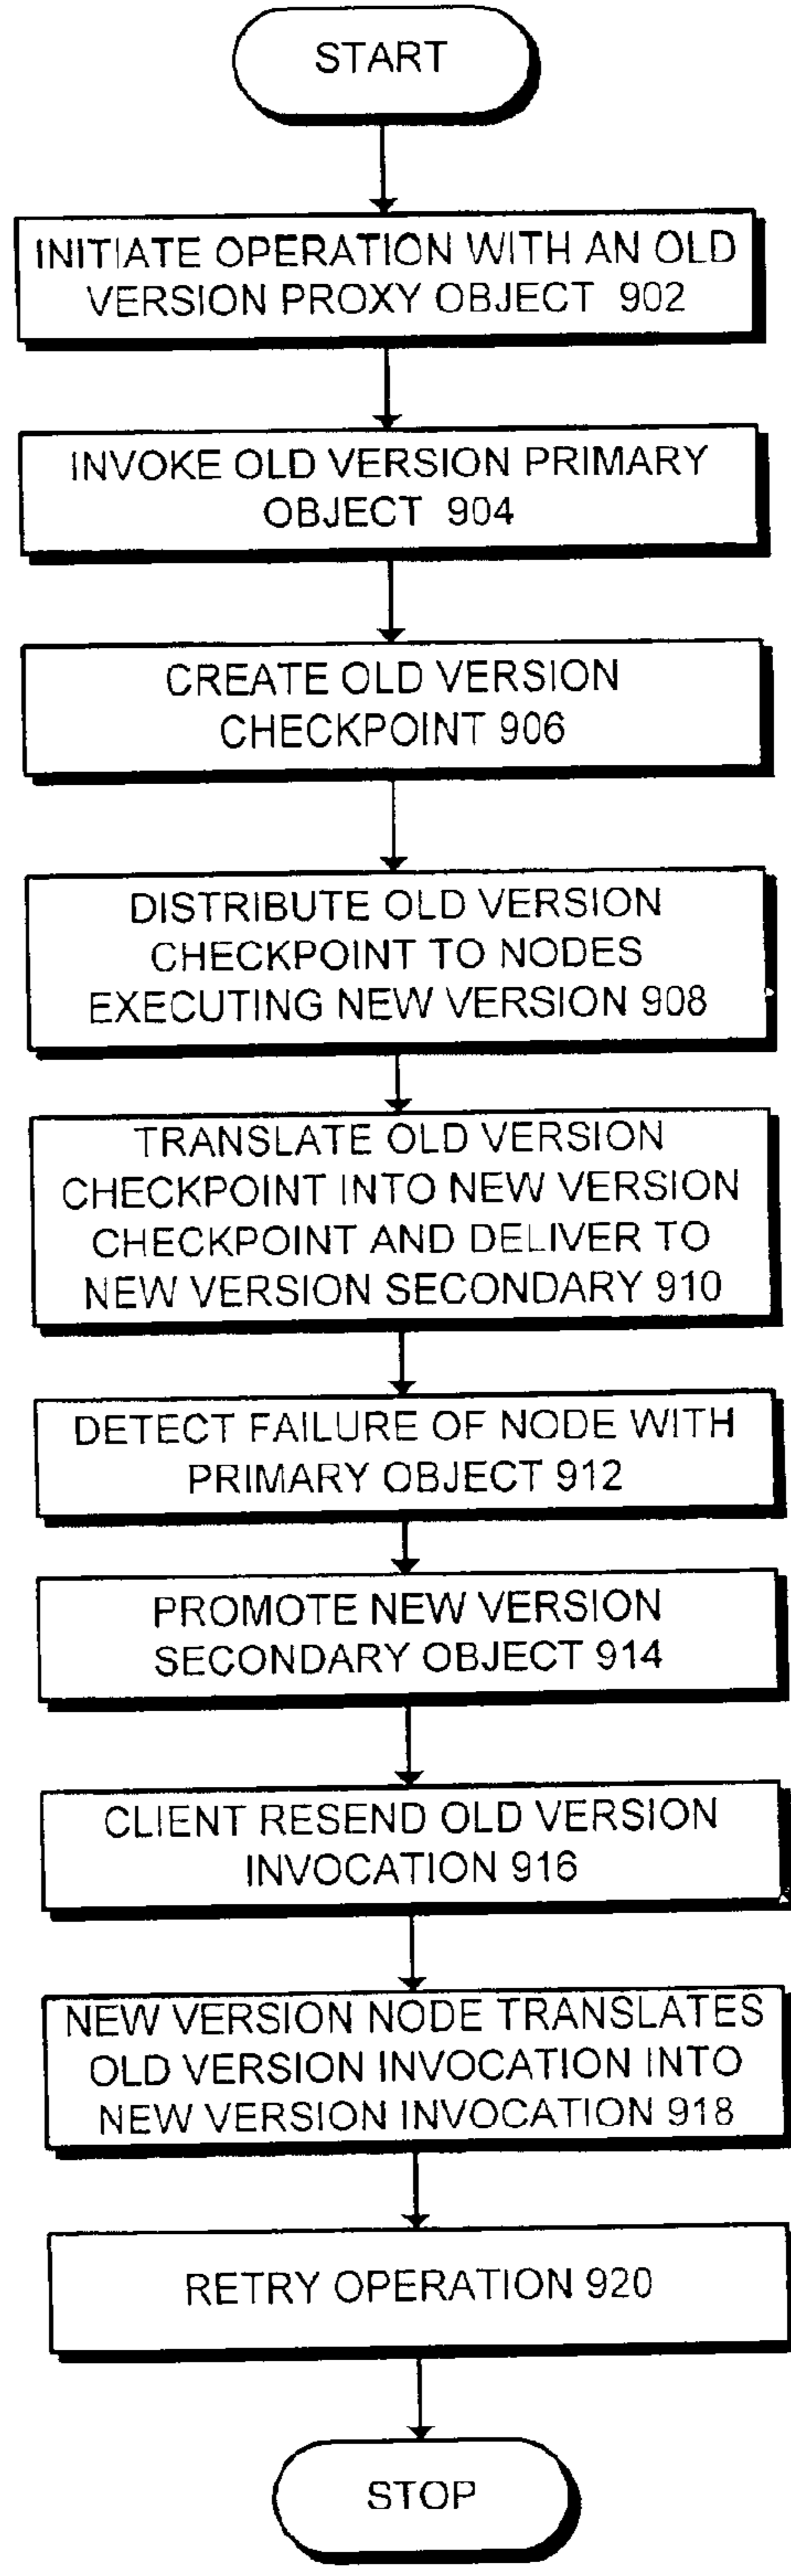 START
INITIATE OPERATION WITH AN OLD
VERSION PROXY OBJECT 902
INVOKE OLD VERSION PRIMARY
OBJECT 904
CREATE OLD VERSION
CHECKPOINT 906
DISTRIBUTE OLD VERSION
CHECKPOINT TO NODES
EXECUTING NEW VERSION 908
TRANSLATE OLD VERSION
CHECKPOINT INTO NEW VERSION
CHECKPOINT AND DELIVER TO
NEW VERSION SECONDARY 910
DETECT FAILURE OF NODE WITH
PRIMARY OBJECT 912
PROMOTE NEW VERSION
SECONDARY OBJECT 914
CLIENT RESEND OLD VERSION
INVOCATION 916
NEW VERSION NODE TRANSLATES
OLD VERSION INVOCATION INTO
NEW VERSION INVOCATION 918
RETRY OPERATION 920
STOP